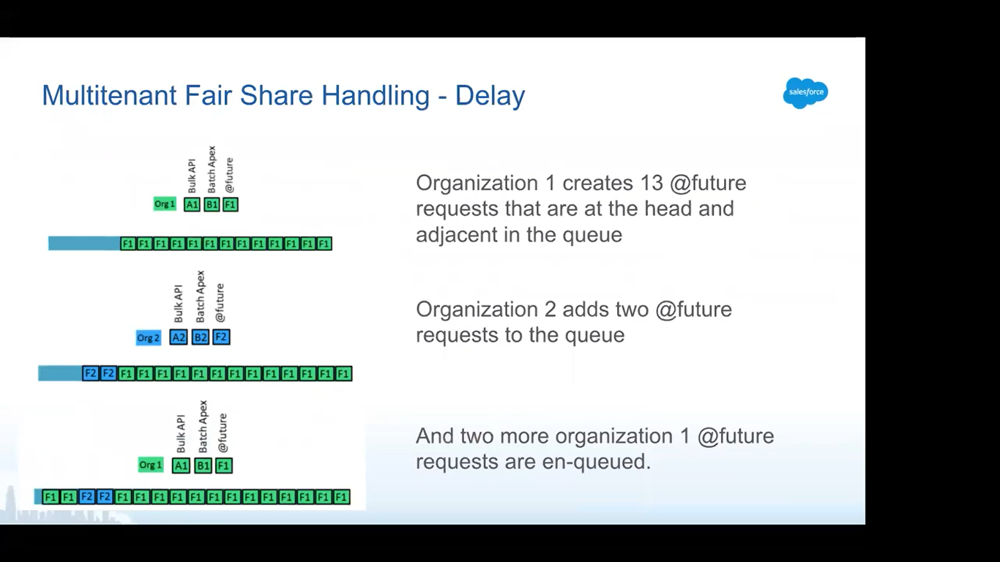 Multitenant Fair Share Handling - Delay
salesforce
Bulk API
Batch Apex
@future
Org 1 A1 B1 F1
F1 F1 F1 F1 F1 F1 F1 F1 F1 F1 F1 F1 F1
Organization 1 creates 13 @future
requests that are at the head and
adjacent in the queue
Bulk API
Batch Apex
@future
Org 2 A2 B2 F2
F2 F2 F1 F1 F1 F1 F1 F1 F1 F1 F1 F1 F1 F1 F1
Organization 2 adds two @future
requests to the queue
Bulk API
Batch Apex
@future
Org 1 A1 B1 F1
F1 F1 F2 F2 F1 F1 F1 F1 F1 F1 F1 F1 F1 F1 F1 F1 F1
And two more organization 1 @future
requests are en-queued.